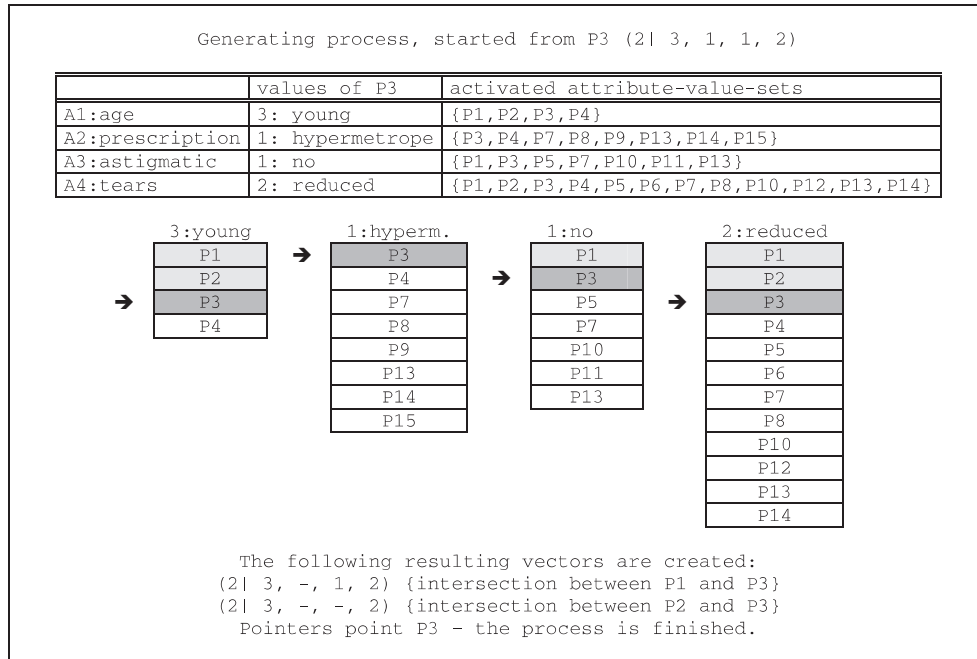 Generating process, started from P3 (2| 3, 1, 1, 2)
values of P3 activated attribute-value-sets
A1:age 3: young {P1,P2,P3,P4}
A2:prescription 1: hypermetrope {P3,P4,P7,P8,P9,P13,P14,P15}
A3:astigmatic 1: no {P1,P3,P5,P7,P10,P11,P13}
A4:tears 2: reduced {P1,P2,P3,P4,P5,P6,P7,P8,P10,P12,P13,P14}
3:young
P1
P2
➔ P3
P4
1:hyperm.
➔ P3
P4
P7
P8
P9
P13
P14
P15
1:no
P1
➔ P3
P5
P7
P10
P11
P13
2:reduced
P1
P2
➔ P3
P4
P5
P6
P7
P8
P10
P12
P13
P14
The following resulting vectors are created:
(2| 3, -, 1, 2) {intersection between P1 and P3}
(2| 3, -, -, 2) {intersection between P2 and P3}
Pointers point P3 – the process is finished.